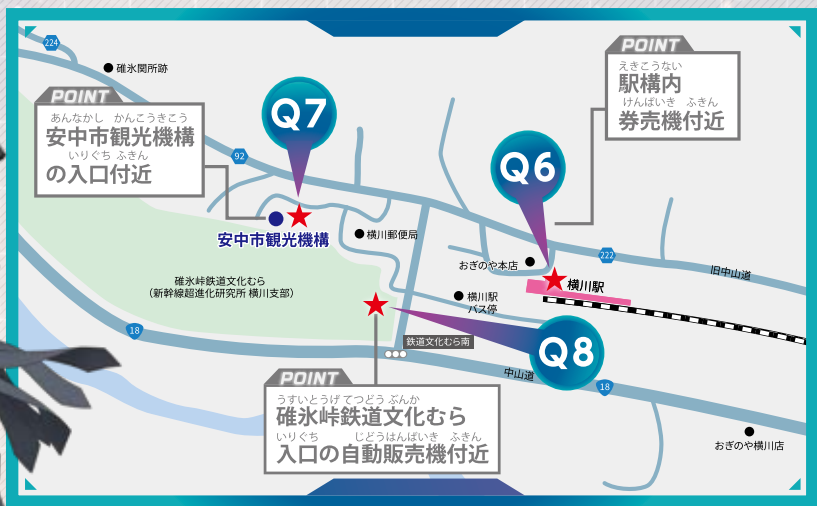 224
碓氷関所跡
POINT
あんなかし かんこうきこう
安中市観光機構
いりぐち ふきん
の入口付近
Q7
92
安中市観光機構
横川郵便局
POINT
えきこうない
駅構内
けんばいき ふきん
券売機付近
Q6
222
旧中山道
おぎのや本店
横川駅
横川駅
バス停
碓氷峠鉄道文化むら
(新幹線超進化研究所 横川支部)
18
鉄道文化むら南
Q8
中山道
18
POINT
うすいとうげ てつどう ぶんか
碓氷峠鉄道文化むら
いりぐち じどうはんばいき ふきん
入口の自動販売機付近
おぎのや横川店